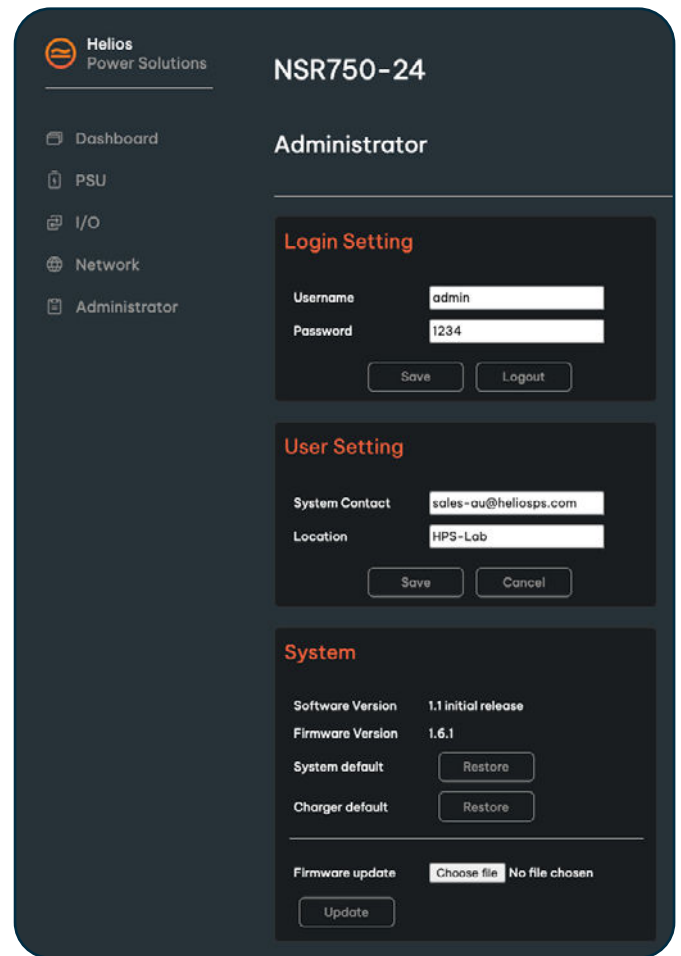 Helios
Power Solutions
Dashboard
PSU
I/O
Network
Administrator
NSR750-24
Administrator
Login Setting
Username admin
Password 1234
Save Logout
User Setting
System Contact sales-au@heliosps.com
Location HPS-Lab
Save Cancel
System
Software Version 1.1 initial release
Firmware Version 1.6.1
System default Restore
Charger default Restore
Firmware update Choose file No file chosen
Update